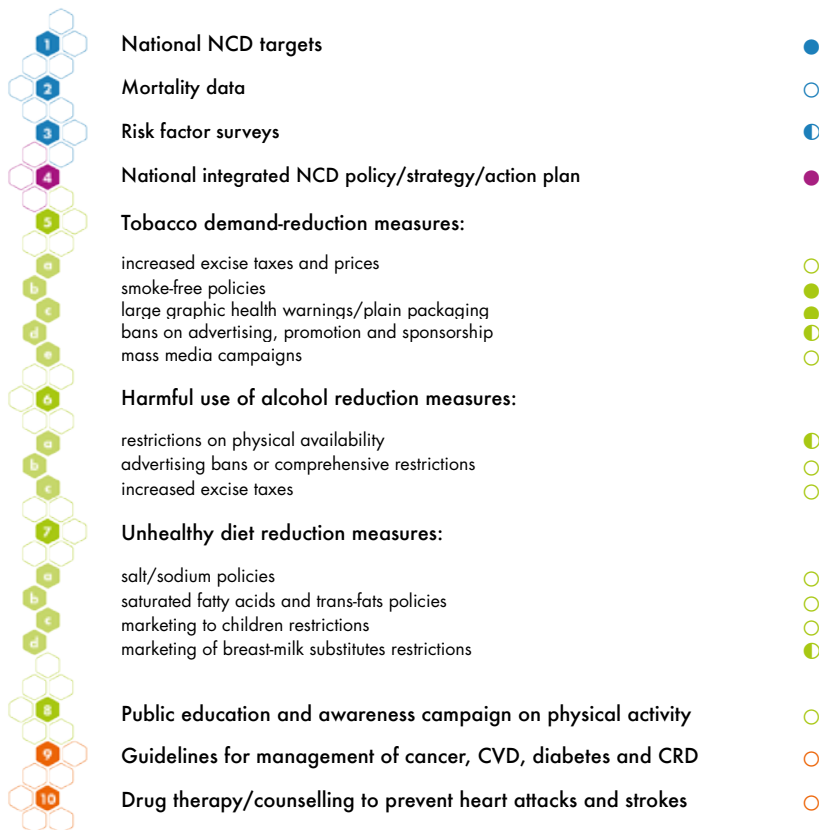 1 National NCD targets
2 Mortality data
3 Risk factor surveys
4 National integrated NCD policy/strategy/action plan
5 Tobacco demand-reduction measures:
a increased excise taxes and prices
b smoke-free policies
c large graphic health warnings/plain packaging
d bans on advertising, promotion and sponsorship
e mass media campaigns
6 Harmful use of alcohol reduction measures:
a restrictions on physical availability
b advertising bans or comprehensive restrictions
c increased excise taxes
7 Unhealthy diet reduction measures:
a salt/sodium policies
b saturated fatty acids and trans-fats policies
c marketing to children restrictions
d marketing of breast-milk substitutes restrictions
8 Public education and awareness campaign on physical activity
9 Guidelines for management of cancer, CVD, diabetes and CRD
10 Drug therapy/counselling to prevent heart attacks and strokes